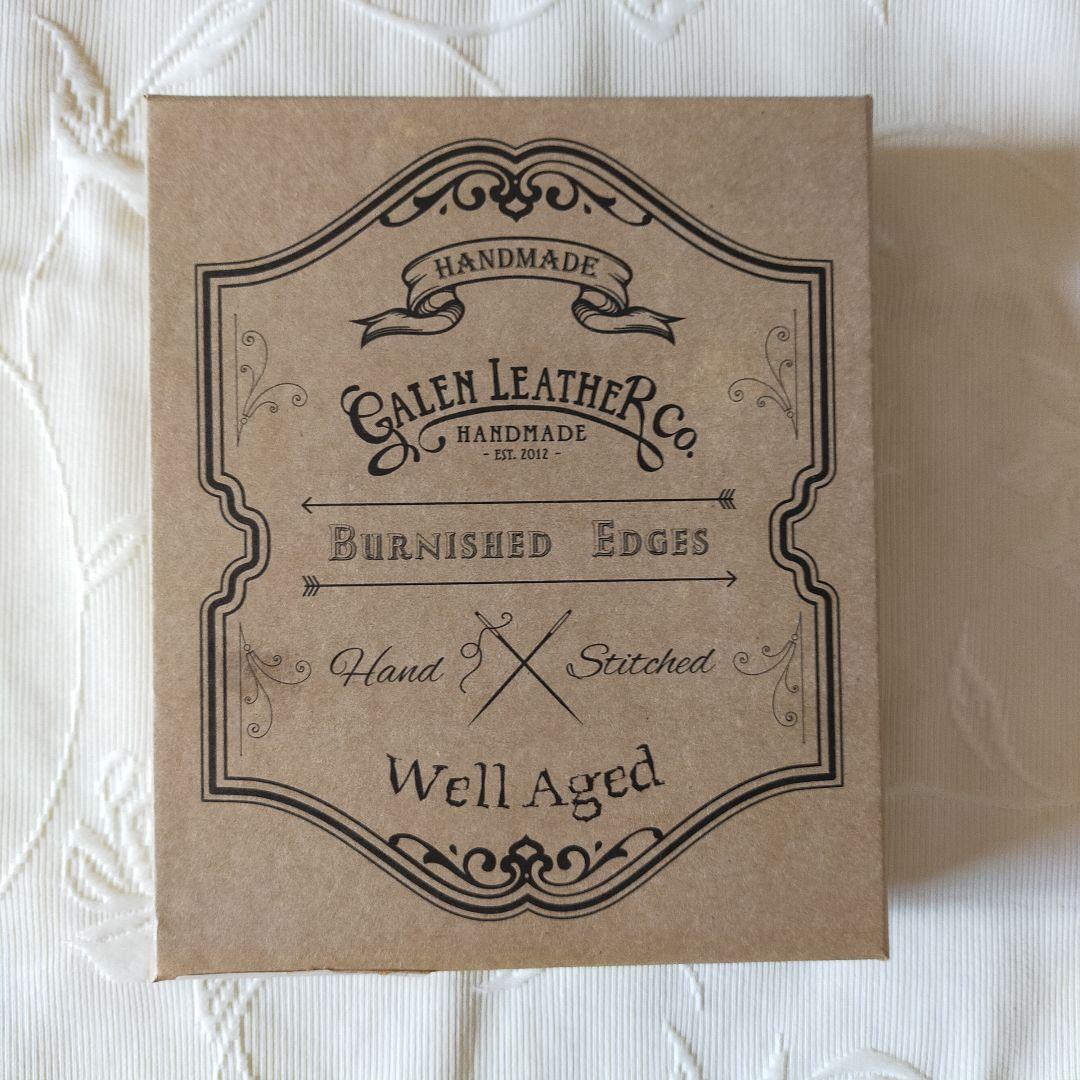 HANDMADE
GALEN LEATHER CO.
HANDMADE
- EST. 2012 -
BURNISHED EDGES
Hand Stitched
Well Aged